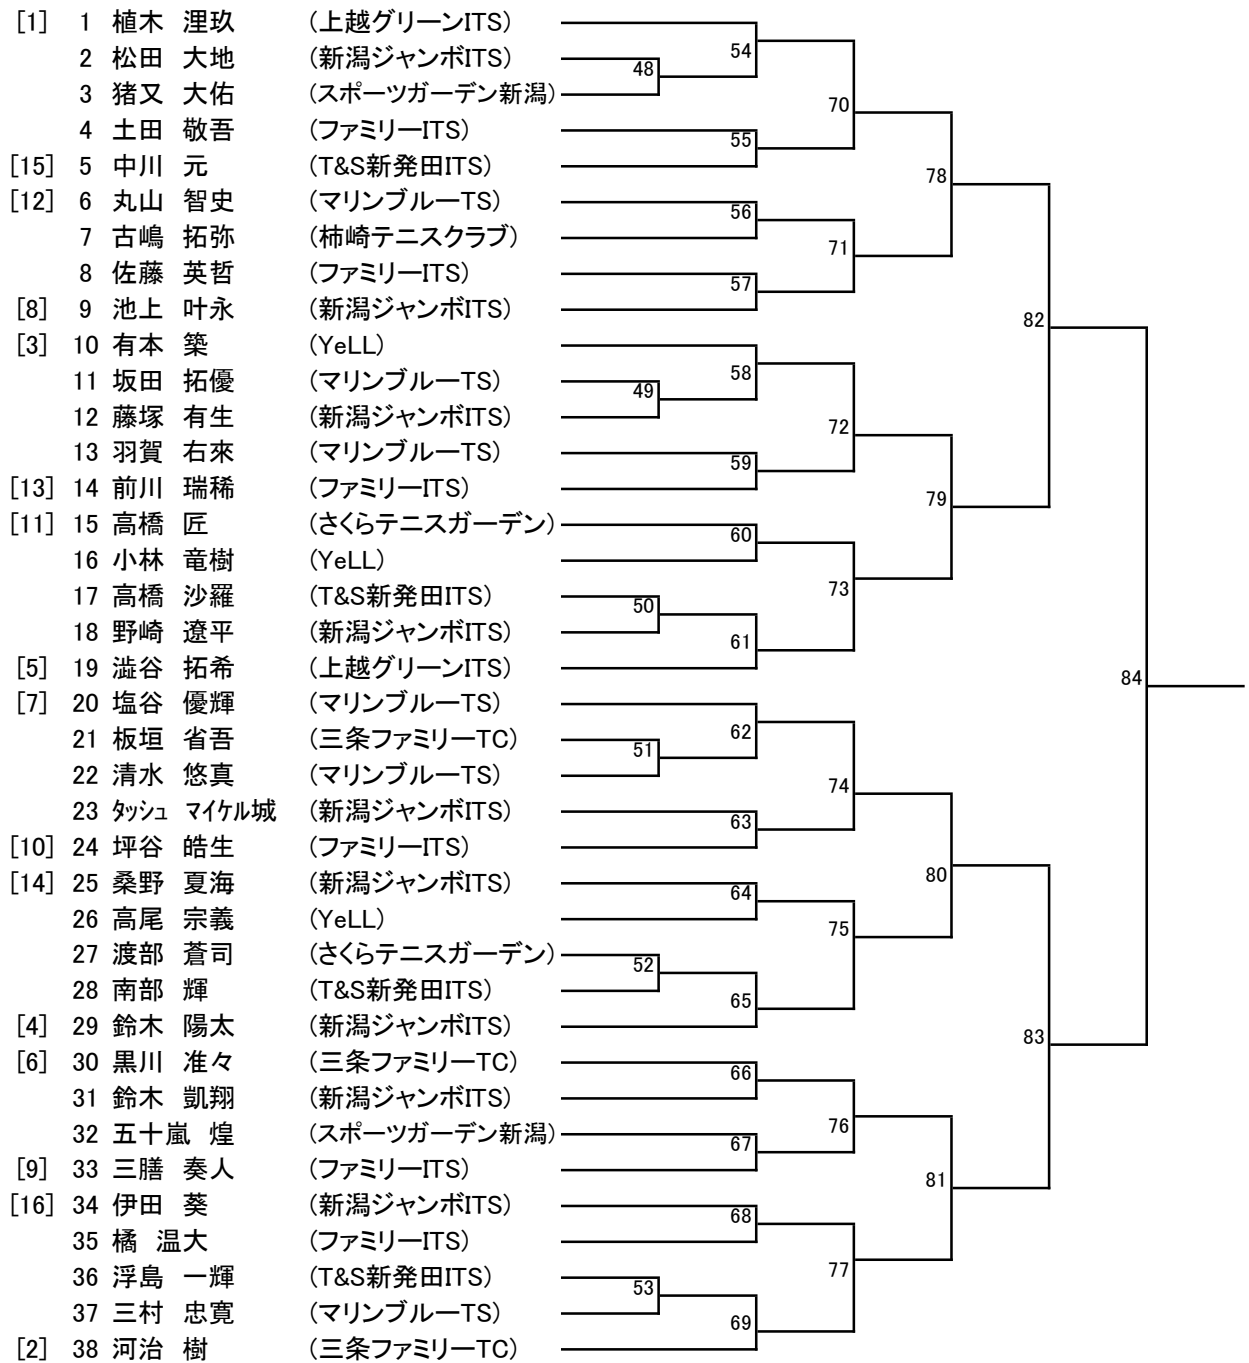 [1] 1 植木 浬玖 (上越グリーンITS)
2 松田 大地 (新潟ジャンボITS)
3 猪又 大佑 (スポーツガーデン新潟)
4 土田 敬吾 (ファミリーITS)
[15] 5 中川 元 (T&S新発田ITS)
[12] 6 丸山 智史 (マリンブルーTS)
7 古嶋 拓弥 (柿崎テニスクラブ)
8 佐藤 英哲 (ファミリーITS)
[8] 9 池上 叶永 (新潟ジャンボITS)
[3] 10 有本 築 (YeLL)
11 坂田 拓優 (マリンブルーTS)
12 藤塚 有生 (新潟ジャンボITS)
13 羽賀 右來 (マリンブルーTS)
[13] 14 前川 瑞稀 (ファミリーITS)
[11] 15 高橋 匠 (さくらテニスガーデン)
16 小林 竜樹 (YeLL)
17 高橋 沙羅 (T&S新発田ITS)
18 野崎 遼平 (新潟ジャンボITS)
[5] 19 澁谷 拓希 (上越グリーンITS)
[7] 20 塩谷 優輝 (マリンブルーTS)
21 板垣 省吾 (三条ファミリーTC)
22 清水 悠真 (マリンブルーTS)
23 ﾀｯｼｭ マイケル城 (新潟ジャンボITS)
[10] 24 坪谷 皓生 (ファミリーITS)
[14] 25 桑野 夏海 (新潟ジャンボITS)
26 高尾 宗義 (YeLL)
27 渡部 蒼司 (さくらテニスガーデン)
28 南部 輝 (T&S新発田ITS)
[4] 29 鈴木 陽太 (新潟ジャンボITS)
[6] 30 黒川 准々 (三条ファミリーTC)
31 鈴木 凱翔 (新潟ジャンボITS)
32 五十嵐 煌 (スポーツガーデン新潟)
[9] 33 三膳 奏人 (ファミリーITS)
[16] 34 伊田 葵 (新潟ジャンボITS)
35 橘 温大 (ファミリーITS)
36 浮島 一輝 (T&S新発田ITS)
37 三村 忠寛 (マリンブルーTS)
[2] 38 河治 樹 (三条ファミリーTC)
48
49
50
51
52
53
54
55
56
57
58
59
60
61
62
63
64
65
66
67
68
69
70
71
72
73
74
75
76
77
78
79
80
81
82
83
84